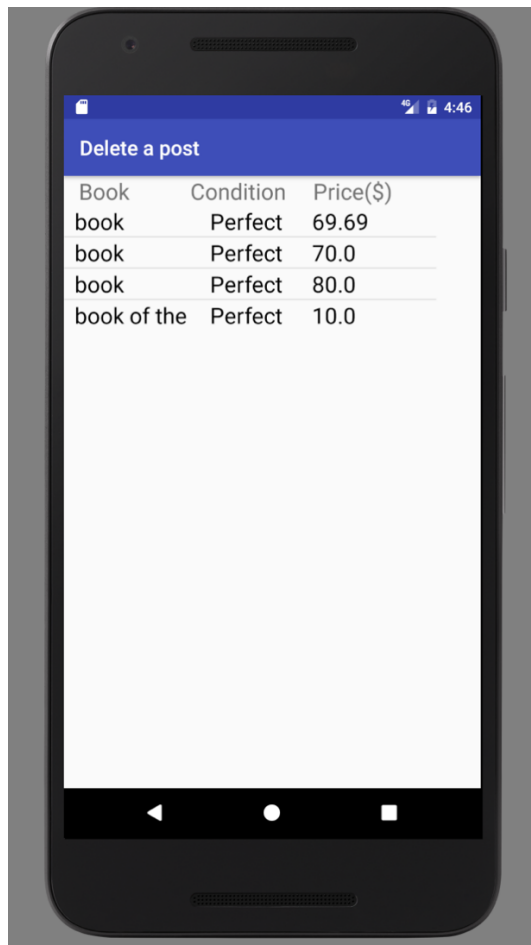 4G 4:46
Delete a post
Book Condition Price($)
book Perfect 69.69
book Perfect 70.0
book Perfect 80.0
book of the Perfect 10.0